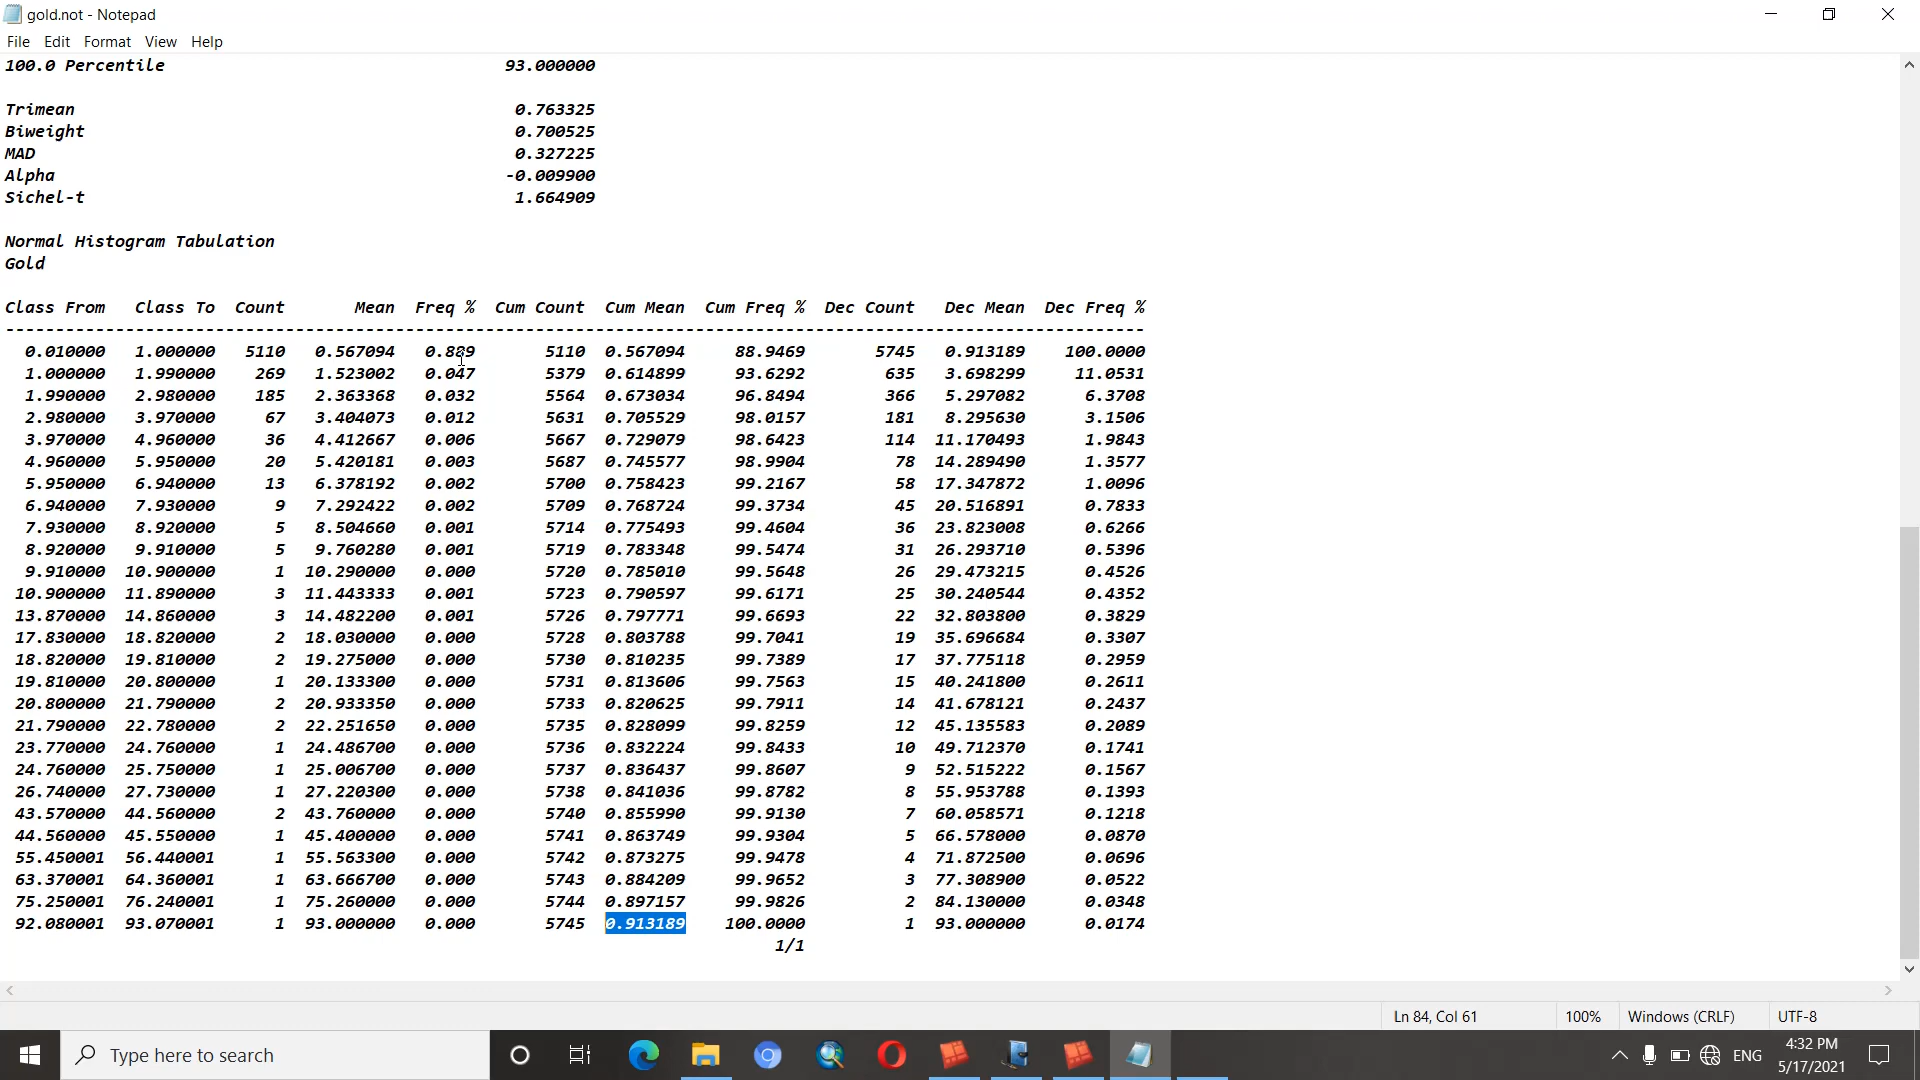 gold.not - Notepad
File Edit Format View Help
100.0 Percentile 93.000000
Trimean 0.763325
Biweight 0.700525
MAD 0.327225
Alpha -0.009900
Sichel-t 1.664909
Normal Histogram Tabulation
Gold
Class From Class To Count Mean Freq % Cum Count Cum Mean Cum Freq % Dec Count Dec Mean Dec Freq %
------------------------------------------------------------------------------------------------------------------
0.010000 1.000000 5110 0.567094 0.889 5110 0.567094 88.9469 5745 0.913189 100.0000
1.000000 1.990000 269 1.523002 0.047 5379 0.614899 93.6292 635 3.698299 11.0531
1.990000 2.980000 185 2.363368 0.032 5564 0.673034 96.8494 366 5.297082 6.3708
2.980000 3.970000 67 3.404073 0.012 5631 0.705529 98.0157 181 8.295630 3.1506
3.970000 4.960000 36 4.412667 0.006 5667 0.729079 98.6423 114 11.170493 1.9843
4.960000 5.950000 20 5.420181 0.003 5687 0.745577 98.9904 78 14.289490 1.3577
5.950000 6.940000 13 6.378192 0.002 5700 0.758423 99.2167 58 17.347872 1.0096
6.940000 7.930000 9 7.292422 0.002 5709 0.768724 99.3734 45 20.516891 0.7833
7.930000 8.920000 5 8.504660 0.001 5714 0.775493 99.4604 36 23.823008 0.6266
8.920000 9.910000 5 9.760280 0.001 5719 0.783348 99.5474 31 26.293710 0.5396
9.910000 10.900000 1 10.290000 0.000 5720 0.785010 99.5648 26 29.473215 0.4526
10.900000 11.890000 3 11.443333 0.001 5723 0.790597 99.6171 25 30.240544 0.4352
13.870000 14.860000 3 14.482200 0.001 5726 0.797771 99.6693 22 32.803800 0.3829
17.830000 18.820000 2 18.030000 0.000 5728 0.803788 99.7041 19 35.696684 0.3307
18.820000 19.810000 2 19.275000 0.000 5730 0.810235 99.7389 17 37.775118 0.2959
19.810000 20.800000 1 20.133300 0.000 5731 0.813606 99.7563 15 40.241800 0.2611
20.800000 21.790000 2 20.933350 0.000 5733 0.820625 99.7911 14 41.678121 0.2437
21.790000 22.780000 2 22.251650 0.000 5735 0.828099 99.8259 12 45.135583 0.2089
23.770000 24.760000 1 24.486700 0.000 5736 0.832224 99.8433 10 49.712370 0.1741
24.760000 25.750000 1 25.006700 0.000 5737 0.836437 99.8607 9 52.515222 0.1567
26.740000 27.730000 1 27.220300 0.000 5738 0.841036 99.8782 8 55.953788 0.1393
43.570000 44.560000 2 43.760000 0.000 5740 0.855990 99.9130 7 60.058571 0.1218
44.560000 45.550000 1 45.400000 0.000 5741 0.863749 99.9304 5 66.578000 0.0870
55.450001 56.440001 1 55.563300 0.000 5742 0.873275 99.9478 4 71.872500 0.0696
63.370001 64.360001 1 63.666700 0.000 5743 0.884209 99.9652 3 77.308900 0.0522
75.250001 76.240001 1 75.260000 0.000 5744 0.897157 99.9826 2 84.130000 0.0348
92.080001 93.070001 1 93.000000 0.000 5745 0.913189 100.0000 1 93.000000 0.0174
1/1
Ln 84, Col 61 100% Windows (CRLF) UTF-8
Type here to search ENG 4:32 PM
5/17/2021